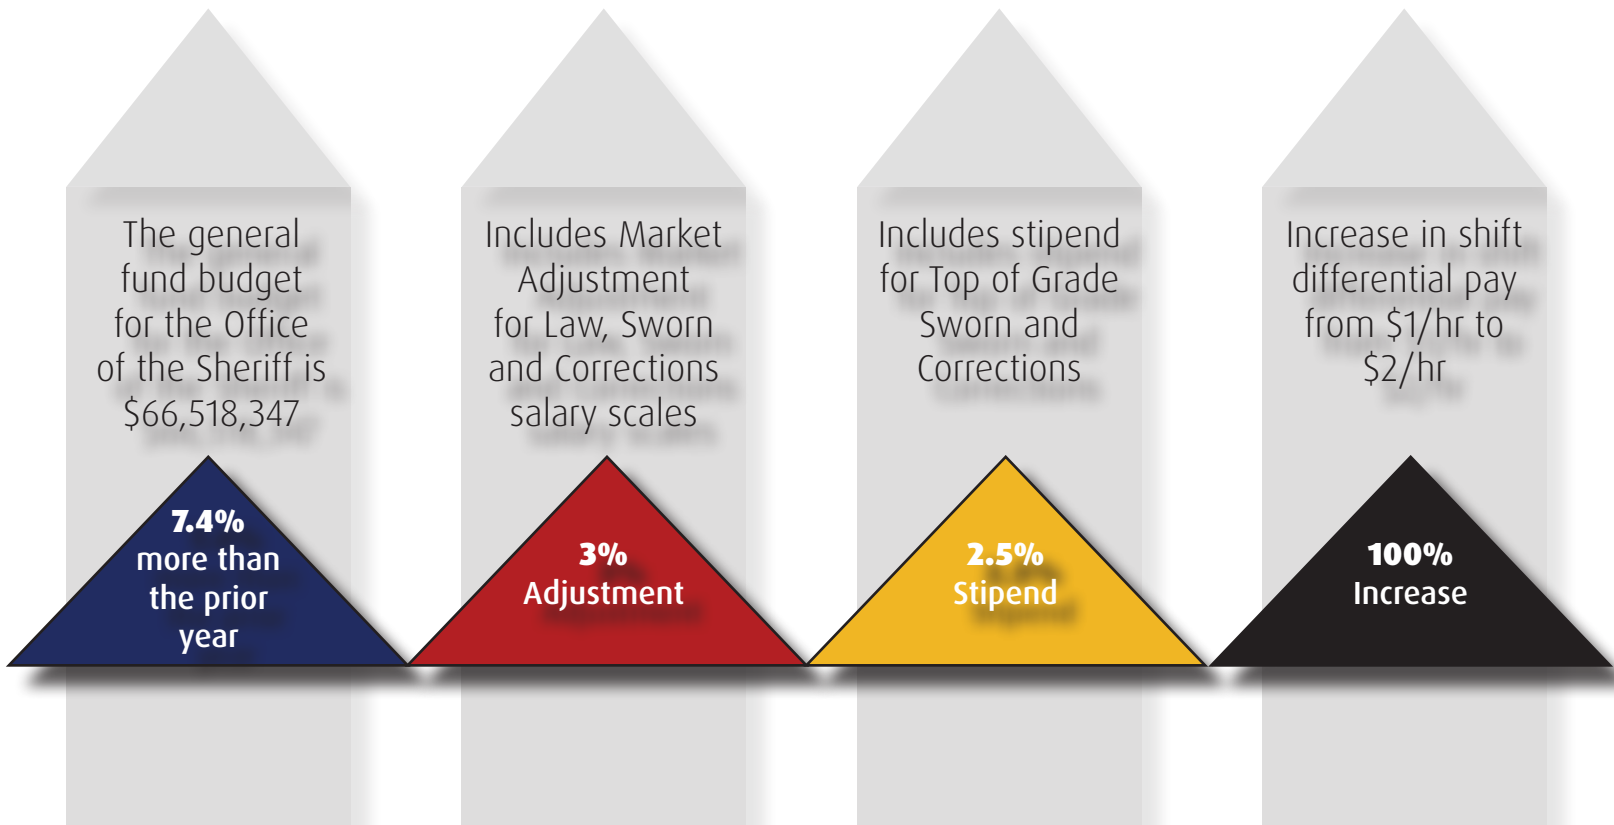 The general
fund budget
for the Office
of the Sheriff is
$66,518,347
7.4%
more than
the prior
year
Includes Market
Adjustment
for Law, Sworn
and Corrections
salary scales
3%
Adjustment
Includes stipend
for Top of Grade
Sworn and
Corrections
2.5%
Stipend
Increase in shift
differential pay
from $1/hr to
$2/hr
100%
Increase